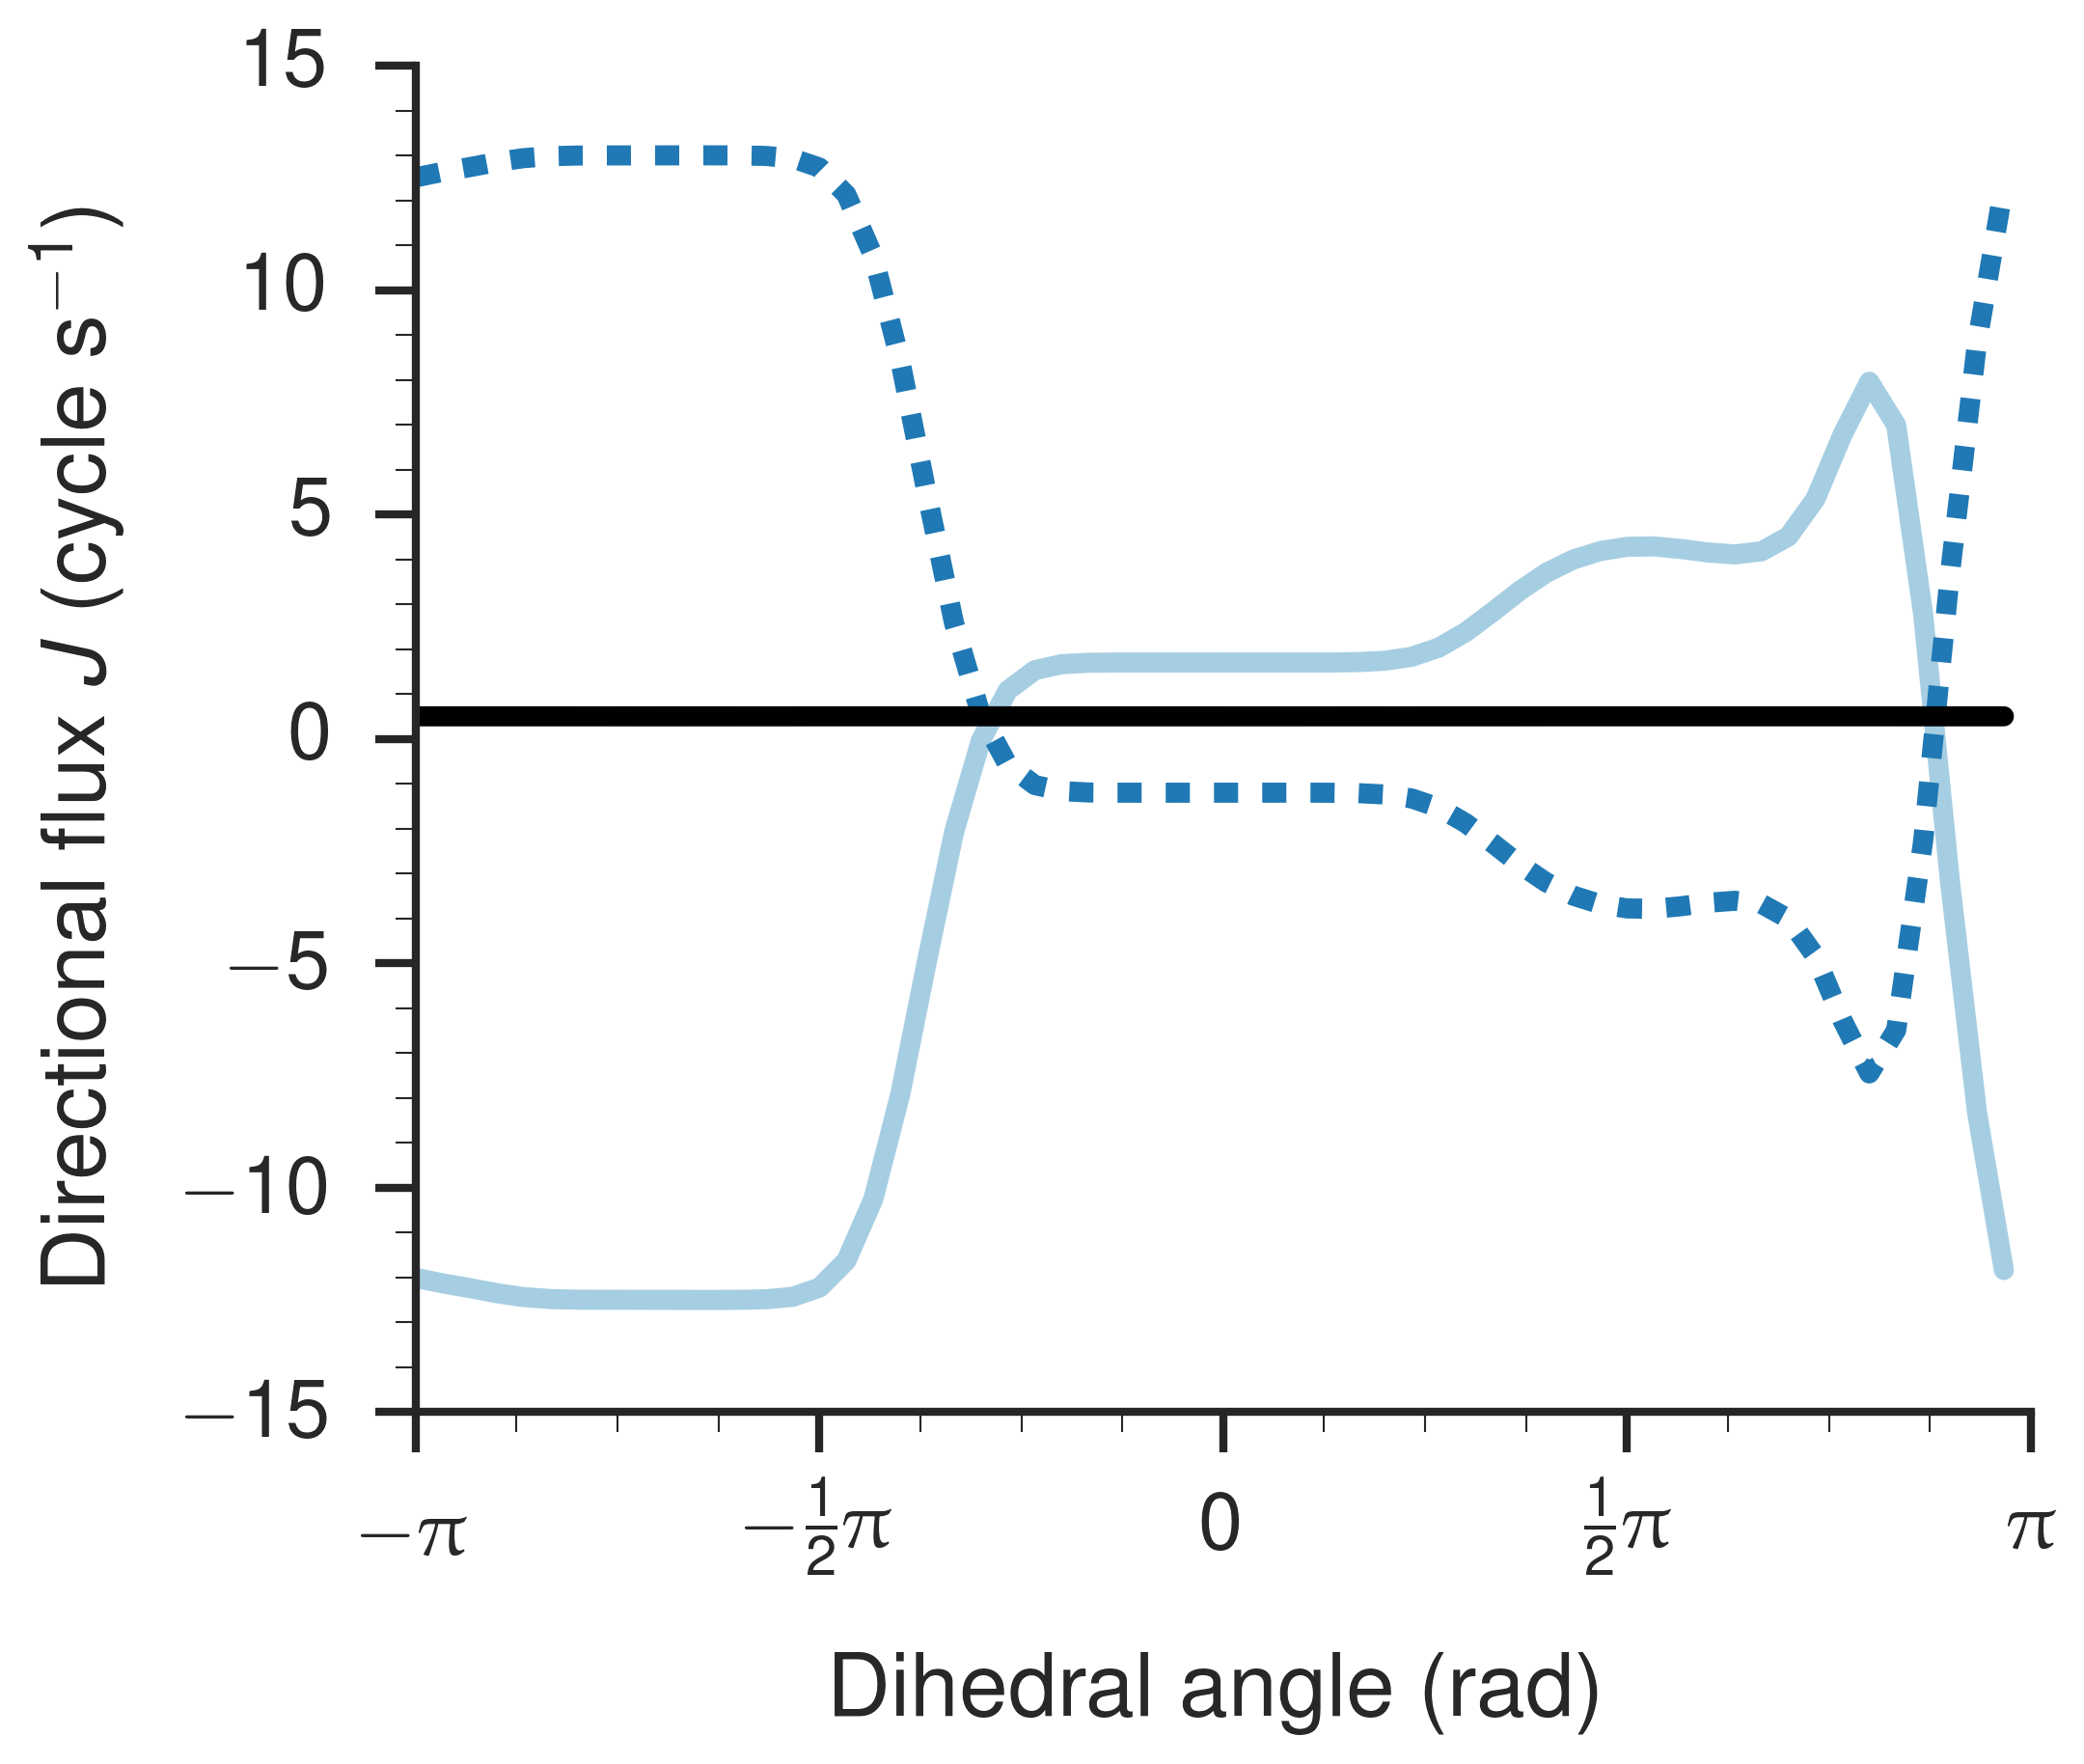 Directional flux J (cycle s⁻¹)
15
10
5
0
−5
−10
−15
−π
−½π
0
½π
π
Dihedral angle (rad)